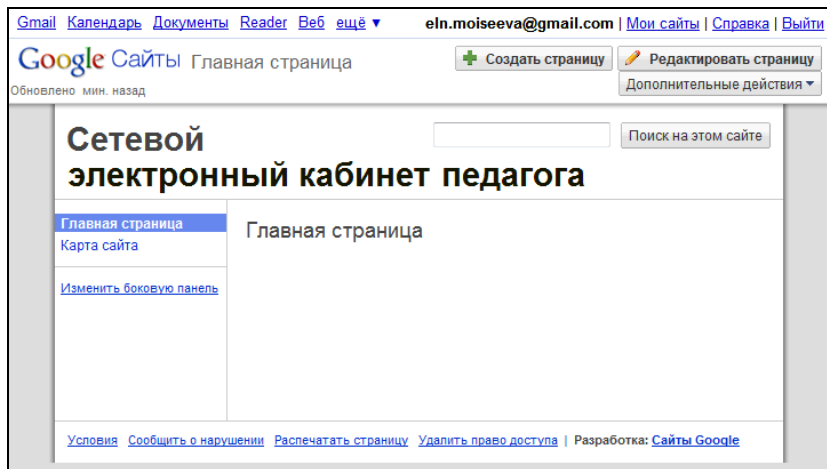 Gmail Календарь Документы Reader Веб ещё ▼ eln.moiseeva@gmail.com | Мои сайты | Справка | Выйти
Google Сайты Главная страница
Создать страницу Редактировать страницу
Обновлено мин. назад
Дополнительные действия
Сетевой
Поиск на этом сайте
электронный кабинет педагога
Главная страница
Карта сайта
Изменить боковую панель
Главная страница
Условия Сообщить о нарушении Распечатать страницу Удалить право доступа | Разработка: Сайты Google